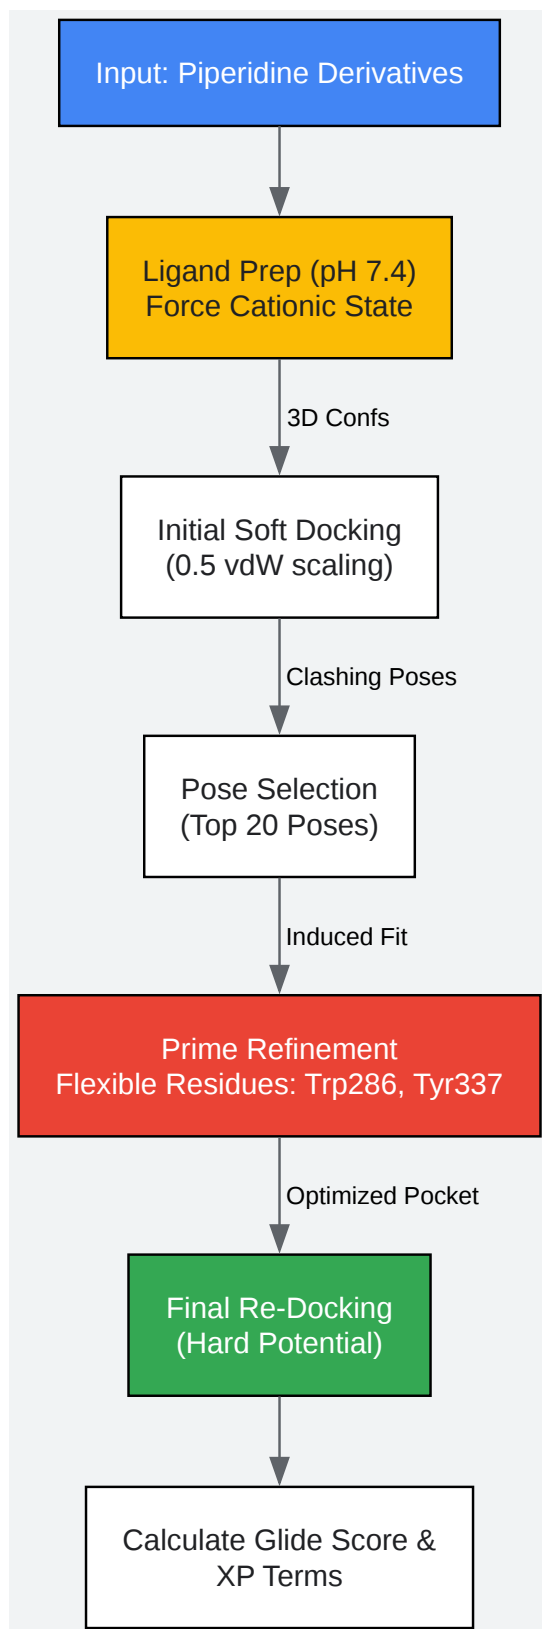 Input: Piperidine Derivatives
Ligand Prep (pH 7.4)
Force Cationic State
3D Confs
Initial Soft Docking
(0.5 vdW scaling)
Clashing Poses
Pose Selection
(Top 20 Poses)
Induced Fit
Prime Refinement
Flexible Residues: Trp286, Tyr337
Optimized Pocket
Final Re-Docking
(Hard Potential)
Calculate Glide Score &
XP Terms